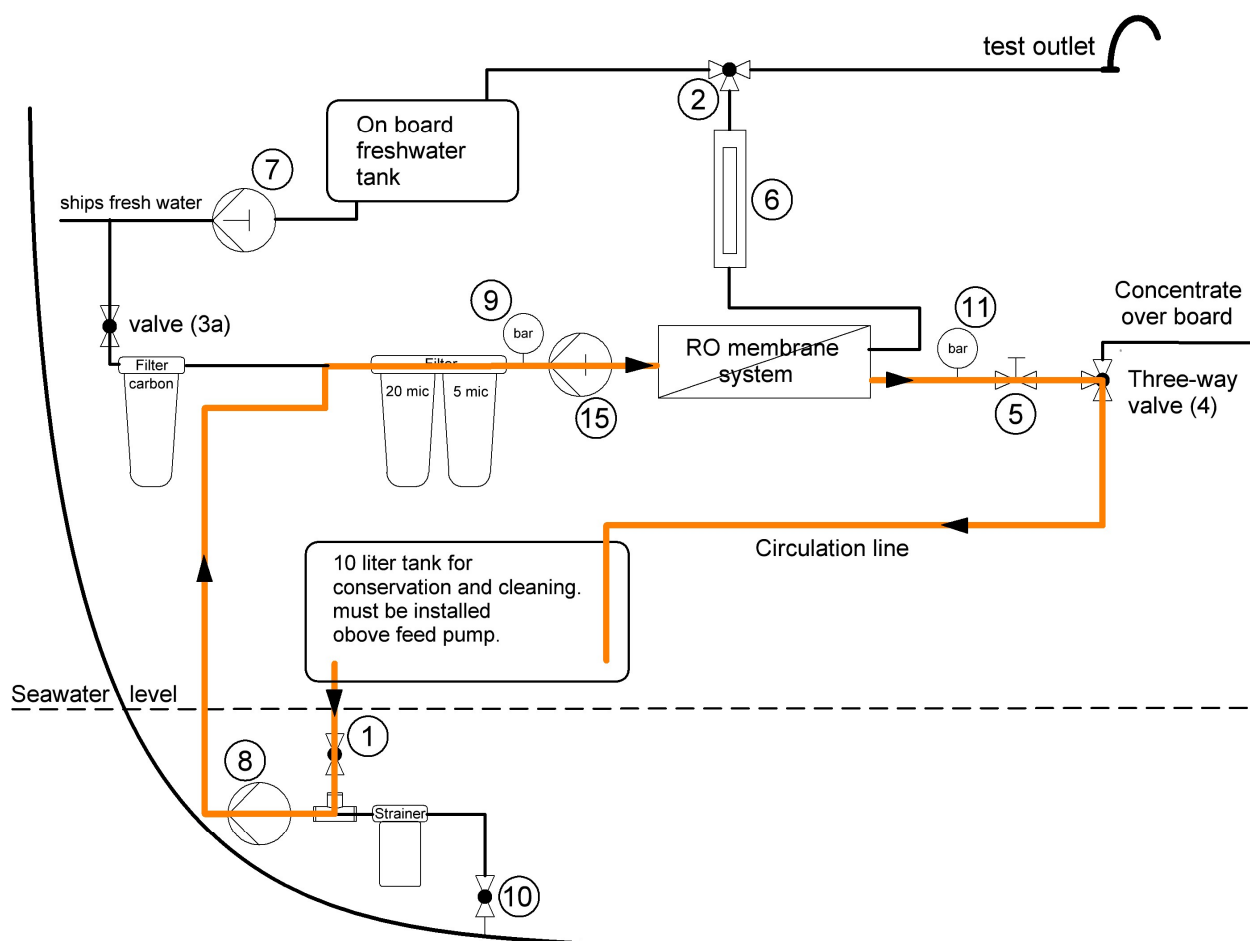 test outlet
2
On board
freshwater
tank
7
ships fresh water
6
valve (3a)
9
bar
11
bar
Concentrate
over board
Filter
carbon
Filter
20 mic
5 mic
15
RO membrane
system
5
Three-way
valve (4)
Circulation line
10 liter tank for
conservation and cleaning.
must be installed
obove feed pump.
Seawater level
1
8
Strainer
10